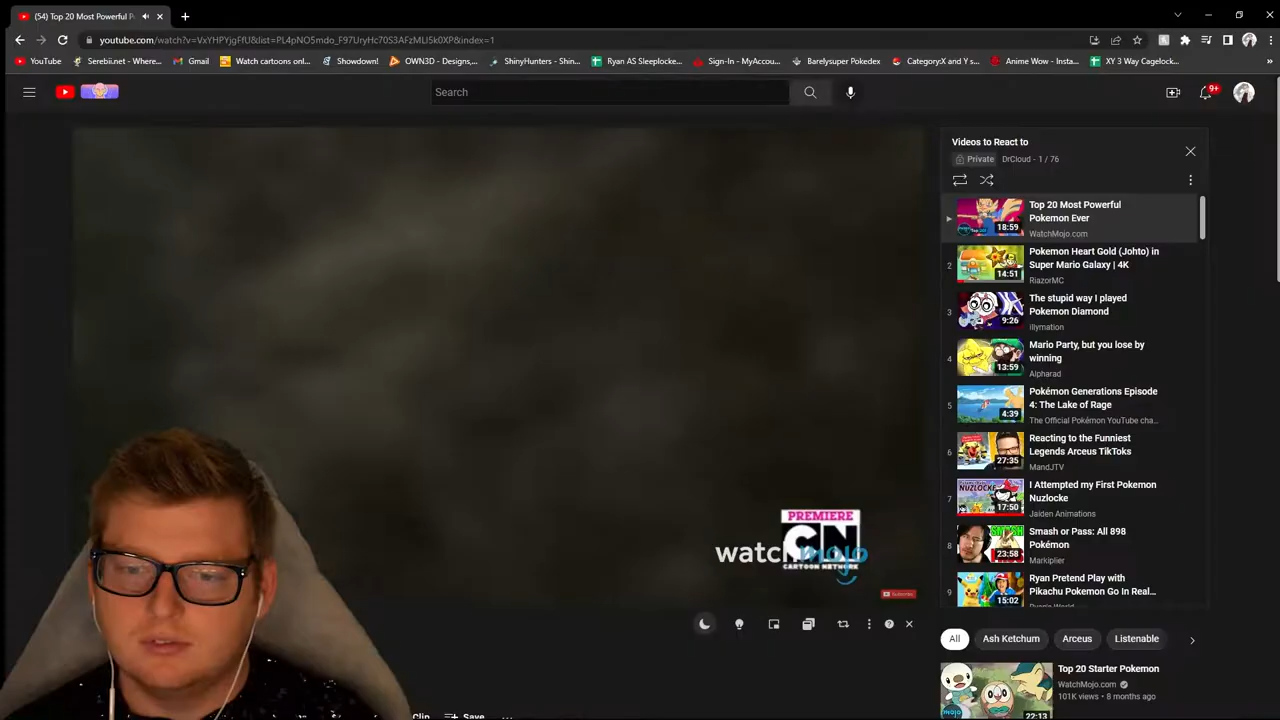 (54) Top 20 Most Powerful P
youtube.com/watch?v=VxYHPYjgFfU&list=PL4pNO5mdo_F97UryHc70S3AFzMLI5k0XP&index=1
YouTube
Serebii.net - Where...
Gmail
Watch cartoons onl...
Showdown!
OWN3D - Designs,...
ShinyHunters - Shin...
Ryan AS Sleeplocke...
Sign-In - MyAccou...
Barelysuper Pokedex
CategoryX and Y s...
Anime Wow - Insta...
XY 3 Way Cagelock...
»
Search
9+
Videos to React to
Private
DrCloud - 1 / 76
Top 20 Most Powerful
Pokemon Ever
WatchMojo.com
18:59
2
Pokemon Heart Gold (Johto) in
Super Mario Galaxy | 4K
RiazorMC
14:51
3
The stupid way I played
Pokemon Diamond
illymation
9:26
4
Mario Party, but you lose by
winning
Alpharad
13:59
5
Pokémon Generations Episode
4: The Lake of Rage
The Official Pokémon YouTube cha...
4:39
6
Reacting to the Funniest
Legends Arceus TikToks
MandJTV
27:35
7
I Attempted my First Pokemon
Nuzlocke
Jaiden Animations
NUZLOCKE
17:50
8
Smash or Pass: All 898
Pokémon
Markiplier
23:58
9
Ryan Pretend Play with
Pikachu Pokemon Go In Real...
15:02
PREMIERE
CN
CARTOON NETWORK
watchmojo
Subscribe
All
Ash Ketchum
Arceus
Listenable
Top 20 Starter Pokemon
WatchMojo.com
101K views • 8 months ago
22:13
Clip
Save